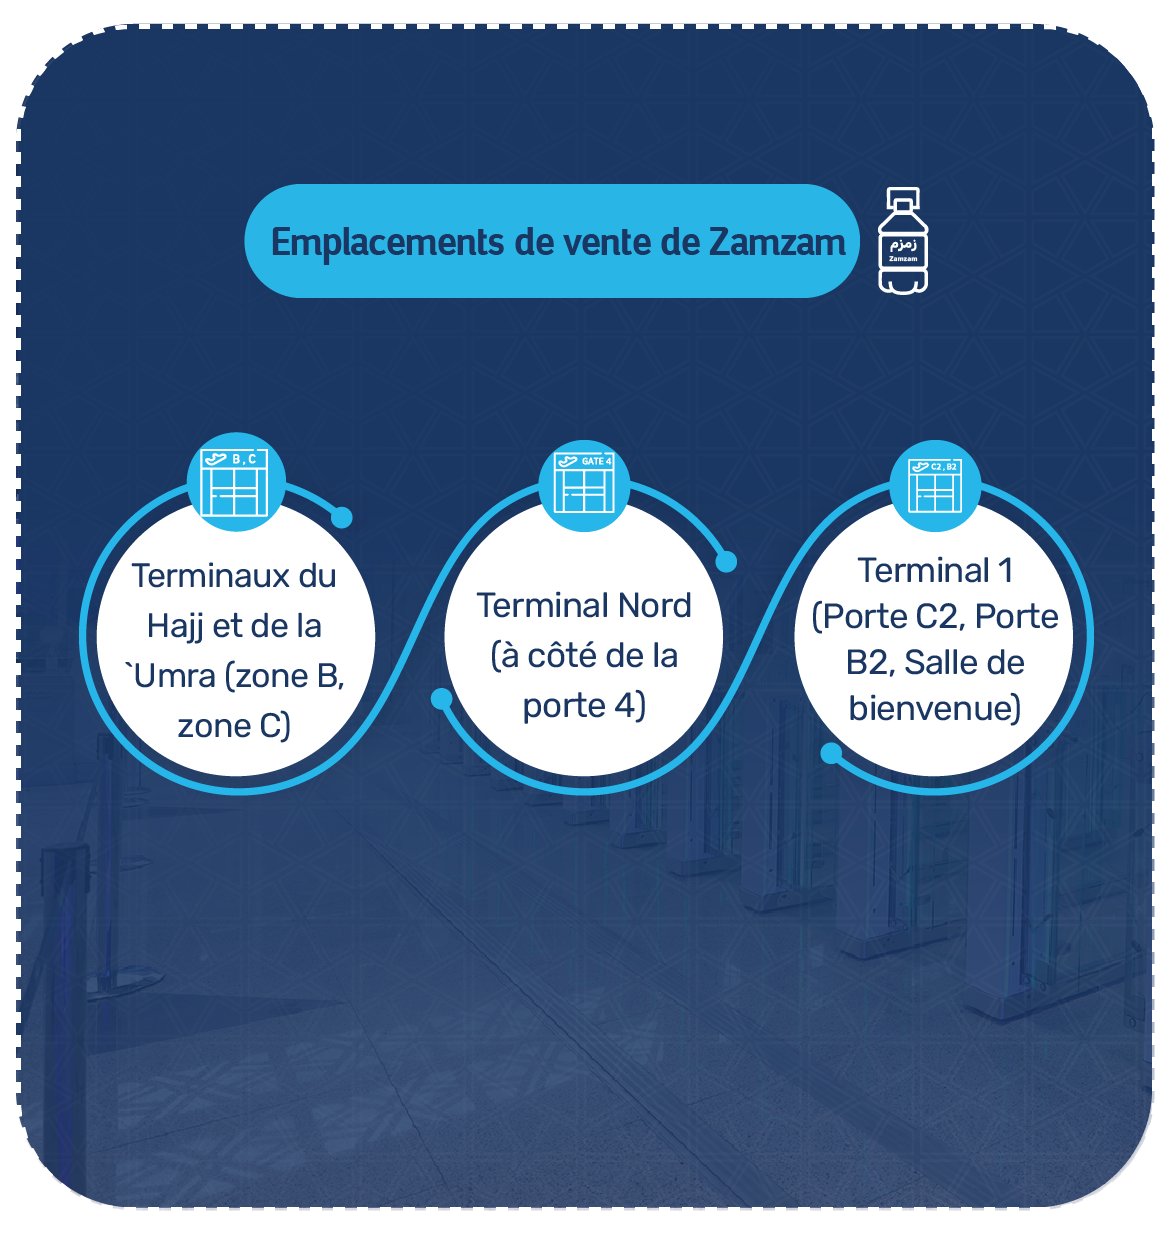 Emplacements de vente de Zamzam
زمزم
Zamzam
B, C
Terminaux du
Hajj et de la
`Umra (zone B,
zone C)
GATE 4
Terminal Nord
(à côté de la
porte 4)
C2, B2
Terminal 1
(Porte C2, Porte
B2, Salle de
bienvenue)